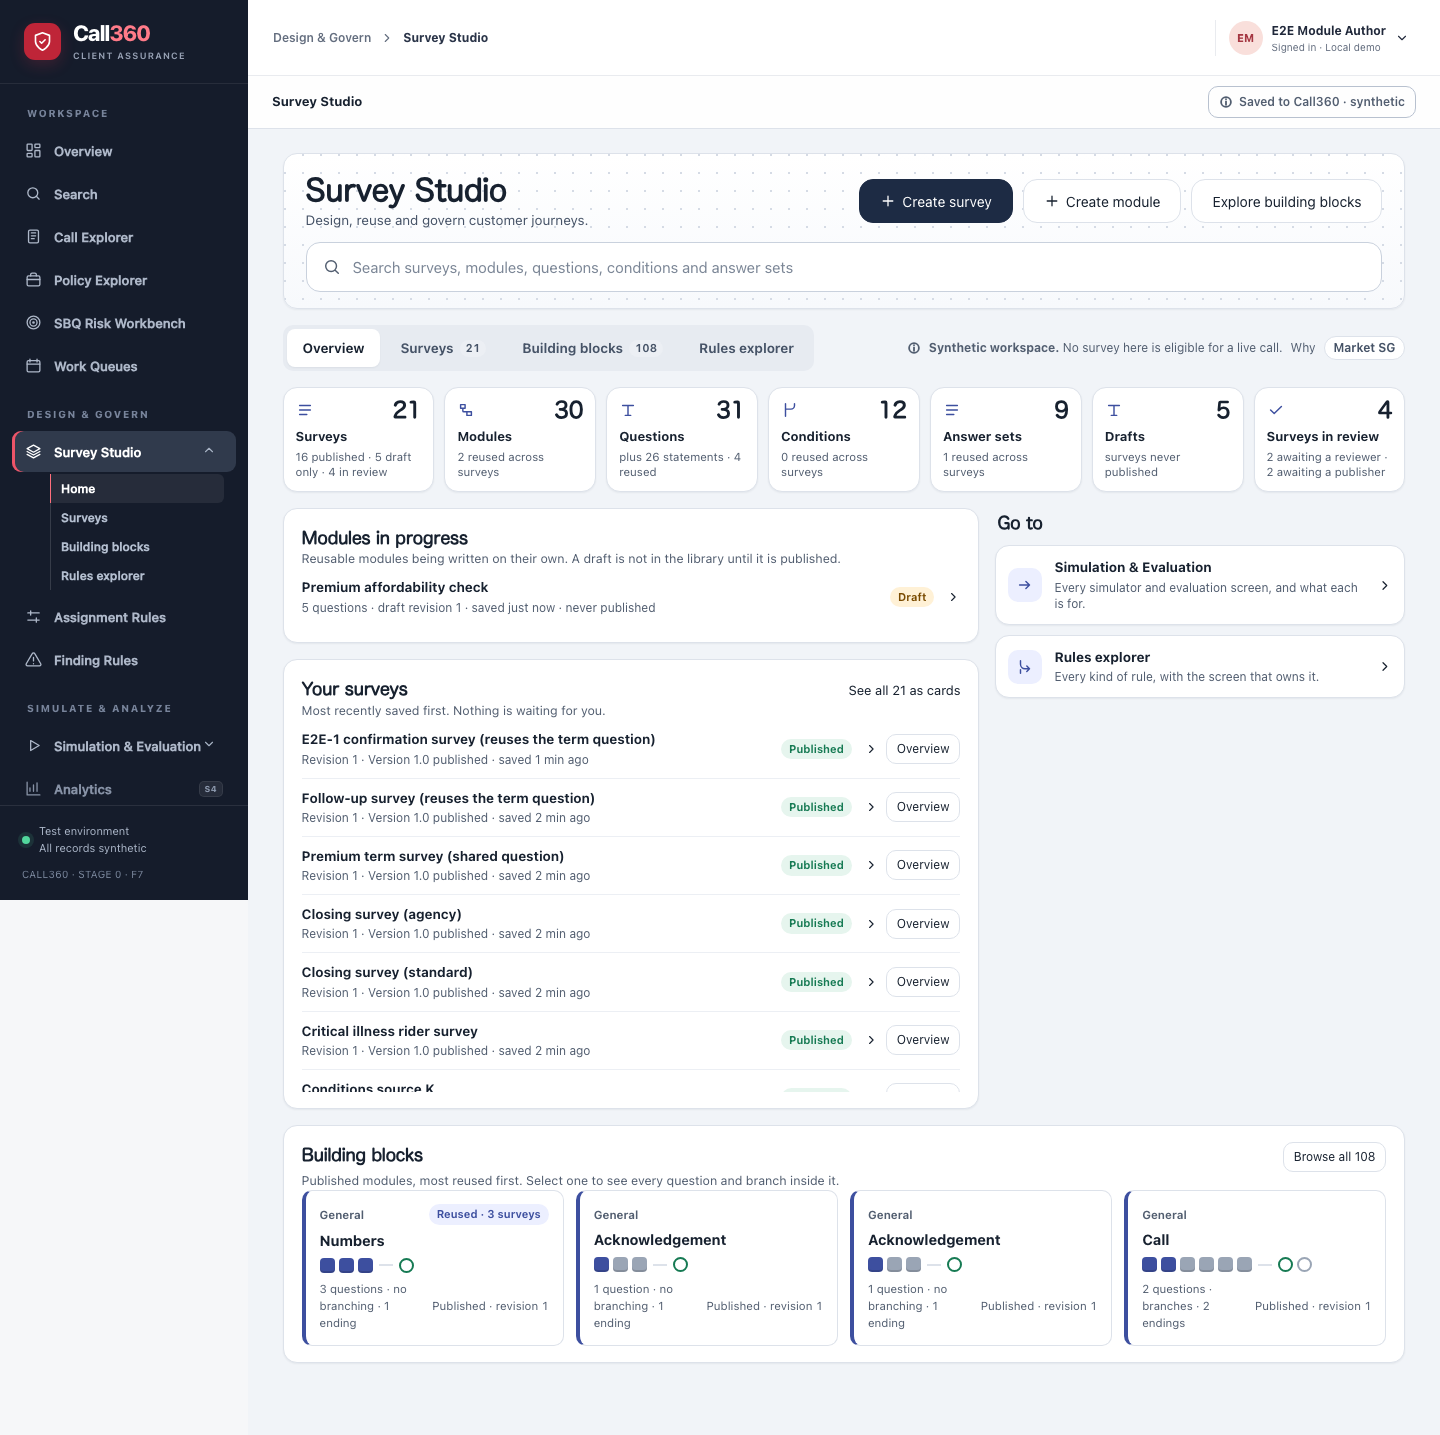 Call360
CLIENT ASSURANCE
WORKSPACE
Overview
Search
Call Explorer
Policy Explorer
SBQ Risk Workbench
Work Queues
DESIGN & GOVERN
Survey Studio
Home
Surveys
Building blocks
Rules explorer
Assignment Rules
Finding Rules
SIMULATE & ANALYZE
Simulation & Evaluation
Analytics S4
Test environment
All records synthetic
CALL360 · STAGE 0 · F7
Design & Govern > Survey Studio
EM
E2E Module Author
Signed in · Local demo
Survey Studio
Saved to Call360 · synthetic
Survey Studio
Design, reuse and govern customer journeys.
Create survey
Create module
Explore building blocks
Search surveys, modules, questions, conditions and answer sets
Overview
Surveys 21
Building blocks 108
Rules explorer
Synthetic workspace. No survey here is eligible for a live call. Why
Market SG
21
Surveys
16 published · 5 draft
only · 4 in review
30
Modules
2 reused across
surveys
31
Questions
plus 26 statements · 4
reused
12
Conditions
0 reused across
surveys
9
Answer sets
1 reused across
surveys
5
Drafts
surveys never
published
4
Surveys in review
2 awaiting a reviewer ·
2 awaiting a publisher
Modules in progress
Reusable modules being written on their own. A draft is not in the library until it is published.
Premium affordability check
5 questions · draft revision 1 · saved just now · never published
Draft
Go to
Simulation & Evaluation
Every simulator and evaluation screen, and what each
is for.
Rules explorer
Every kind of rule, with the screen that owns it.
Your surveys
See all 21 as cards
Most recently saved first. Nothing is waiting for you.
E2E-1 confirmation survey (reuses the term question)
Revision 1 · Version 1.0 published · saved 1 min ago
Published
Overview
Follow-up survey (reuses the term question)
Revision 1 · Version 1.0 published · saved 2 min ago
Published
Overview
Premium term survey (shared question)
Revision 1 · Version 1.0 published · saved 2 min ago
Published
Overview
Closing survey (agency)
Revision 1 · Version 1.0 published · saved 2 min ago
Published
Overview
Closing survey (standard)
Revision 1 · Version 1.0 published · saved 2 min ago
Published
Overview
Critical illness rider survey
Revision 1 · Version 1.0 published · saved 2 min ago
Published
Overview
Conditions source K
Building blocks
Browse all 108
Published modules, most reused first. Select one to see every question and branch inside it.
General
Reused · 3 surveys
Numbers
3 questions · no
branching · 1
ending
Published · revision 1
General
Acknowledgement
1 question · no
branching · 1
ending
Published · revision 1
General
Acknowledgement
1 question · no
branching · 1
ending
Published · revision 1
General
Call
2 questions ·
branches · 2
endings
Published · revision 1